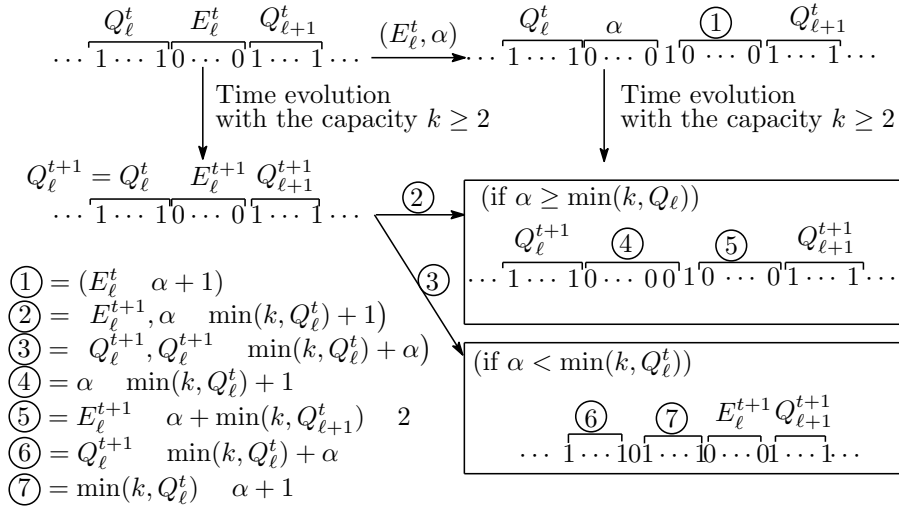 Q_ℓ^t E_ℓ^t Q_{ℓ+1}^t
··· 1 ··· 1 0 ··· 0 1 ··· 1 ···
(E_ℓ^t, α)
Q_ℓ^t α ① Q_{ℓ+1}^t
··· 1 ··· 1 0 ··· 0 1 0 ··· 0 1 ··· 1 ···
Time evolution
with the capacity k ≥ 2
Time evolution
with the capacity k ≥ 2
Q_ℓ^{t+1} = Q_ℓ^t E_ℓ^{t+1} Q_{ℓ+1}^{t+1}
··· 1 ··· 1 0 ··· 0 1 ··· 1 ···
②
③
(if α ≥ min(k, Q_ℓ))
Q_ℓ^{t+1} ④ ⑤ Q_{ℓ+1}^{t+1}
··· 1 ··· 1 0 ··· 0 0 1 0 ··· 0 1 ··· 1 ···
(if α < min(k, Q_ℓ^t))
⑥ ⑦ E_ℓ^{t+1} Q_{ℓ+1}^{t+1}
··· 1 ··· 1 0 1 ··· 1 0 ··· 0 1 ··· 1 ···
① = (E_ℓ^t α + 1)
② = E_ℓ^{t+1}, α min(k, Q_ℓ^t) + 1)
③ = Q_ℓ^{t+1}, Q_ℓ^{t+1} min(k, Q_ℓ^t) + α)
④ = α min(k, Q_ℓ^t) + 1
⑤ = E_ℓ^{t+1} α + min(k, Q_{ℓ+1}^t) 2
⑥ = Q_ℓ^{t+1} min(k, Q_ℓ^t) + α
⑦ = min(k, Q_ℓ^t) α + 1